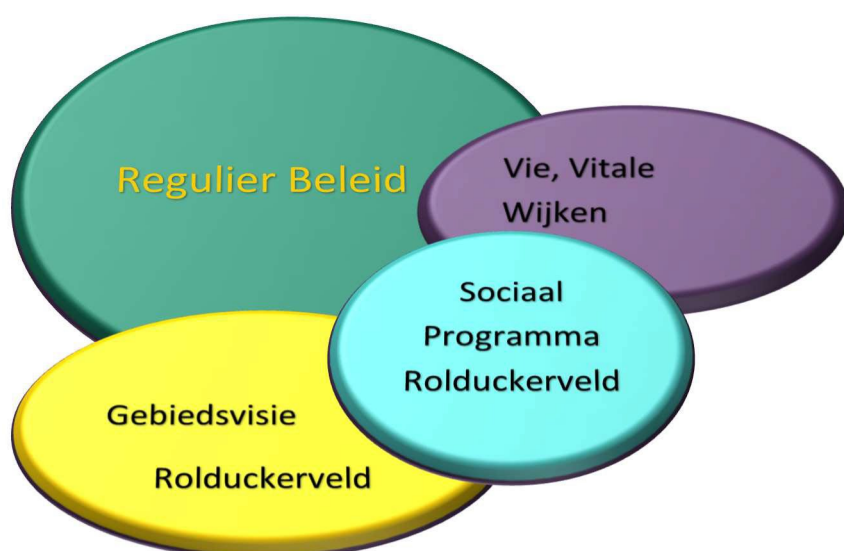 Regulier Beleid
Vie, Vitale
Wijken
Sociaal
Programma
Rolduckerveld
Gebiedsvisie
Rolduckerveld